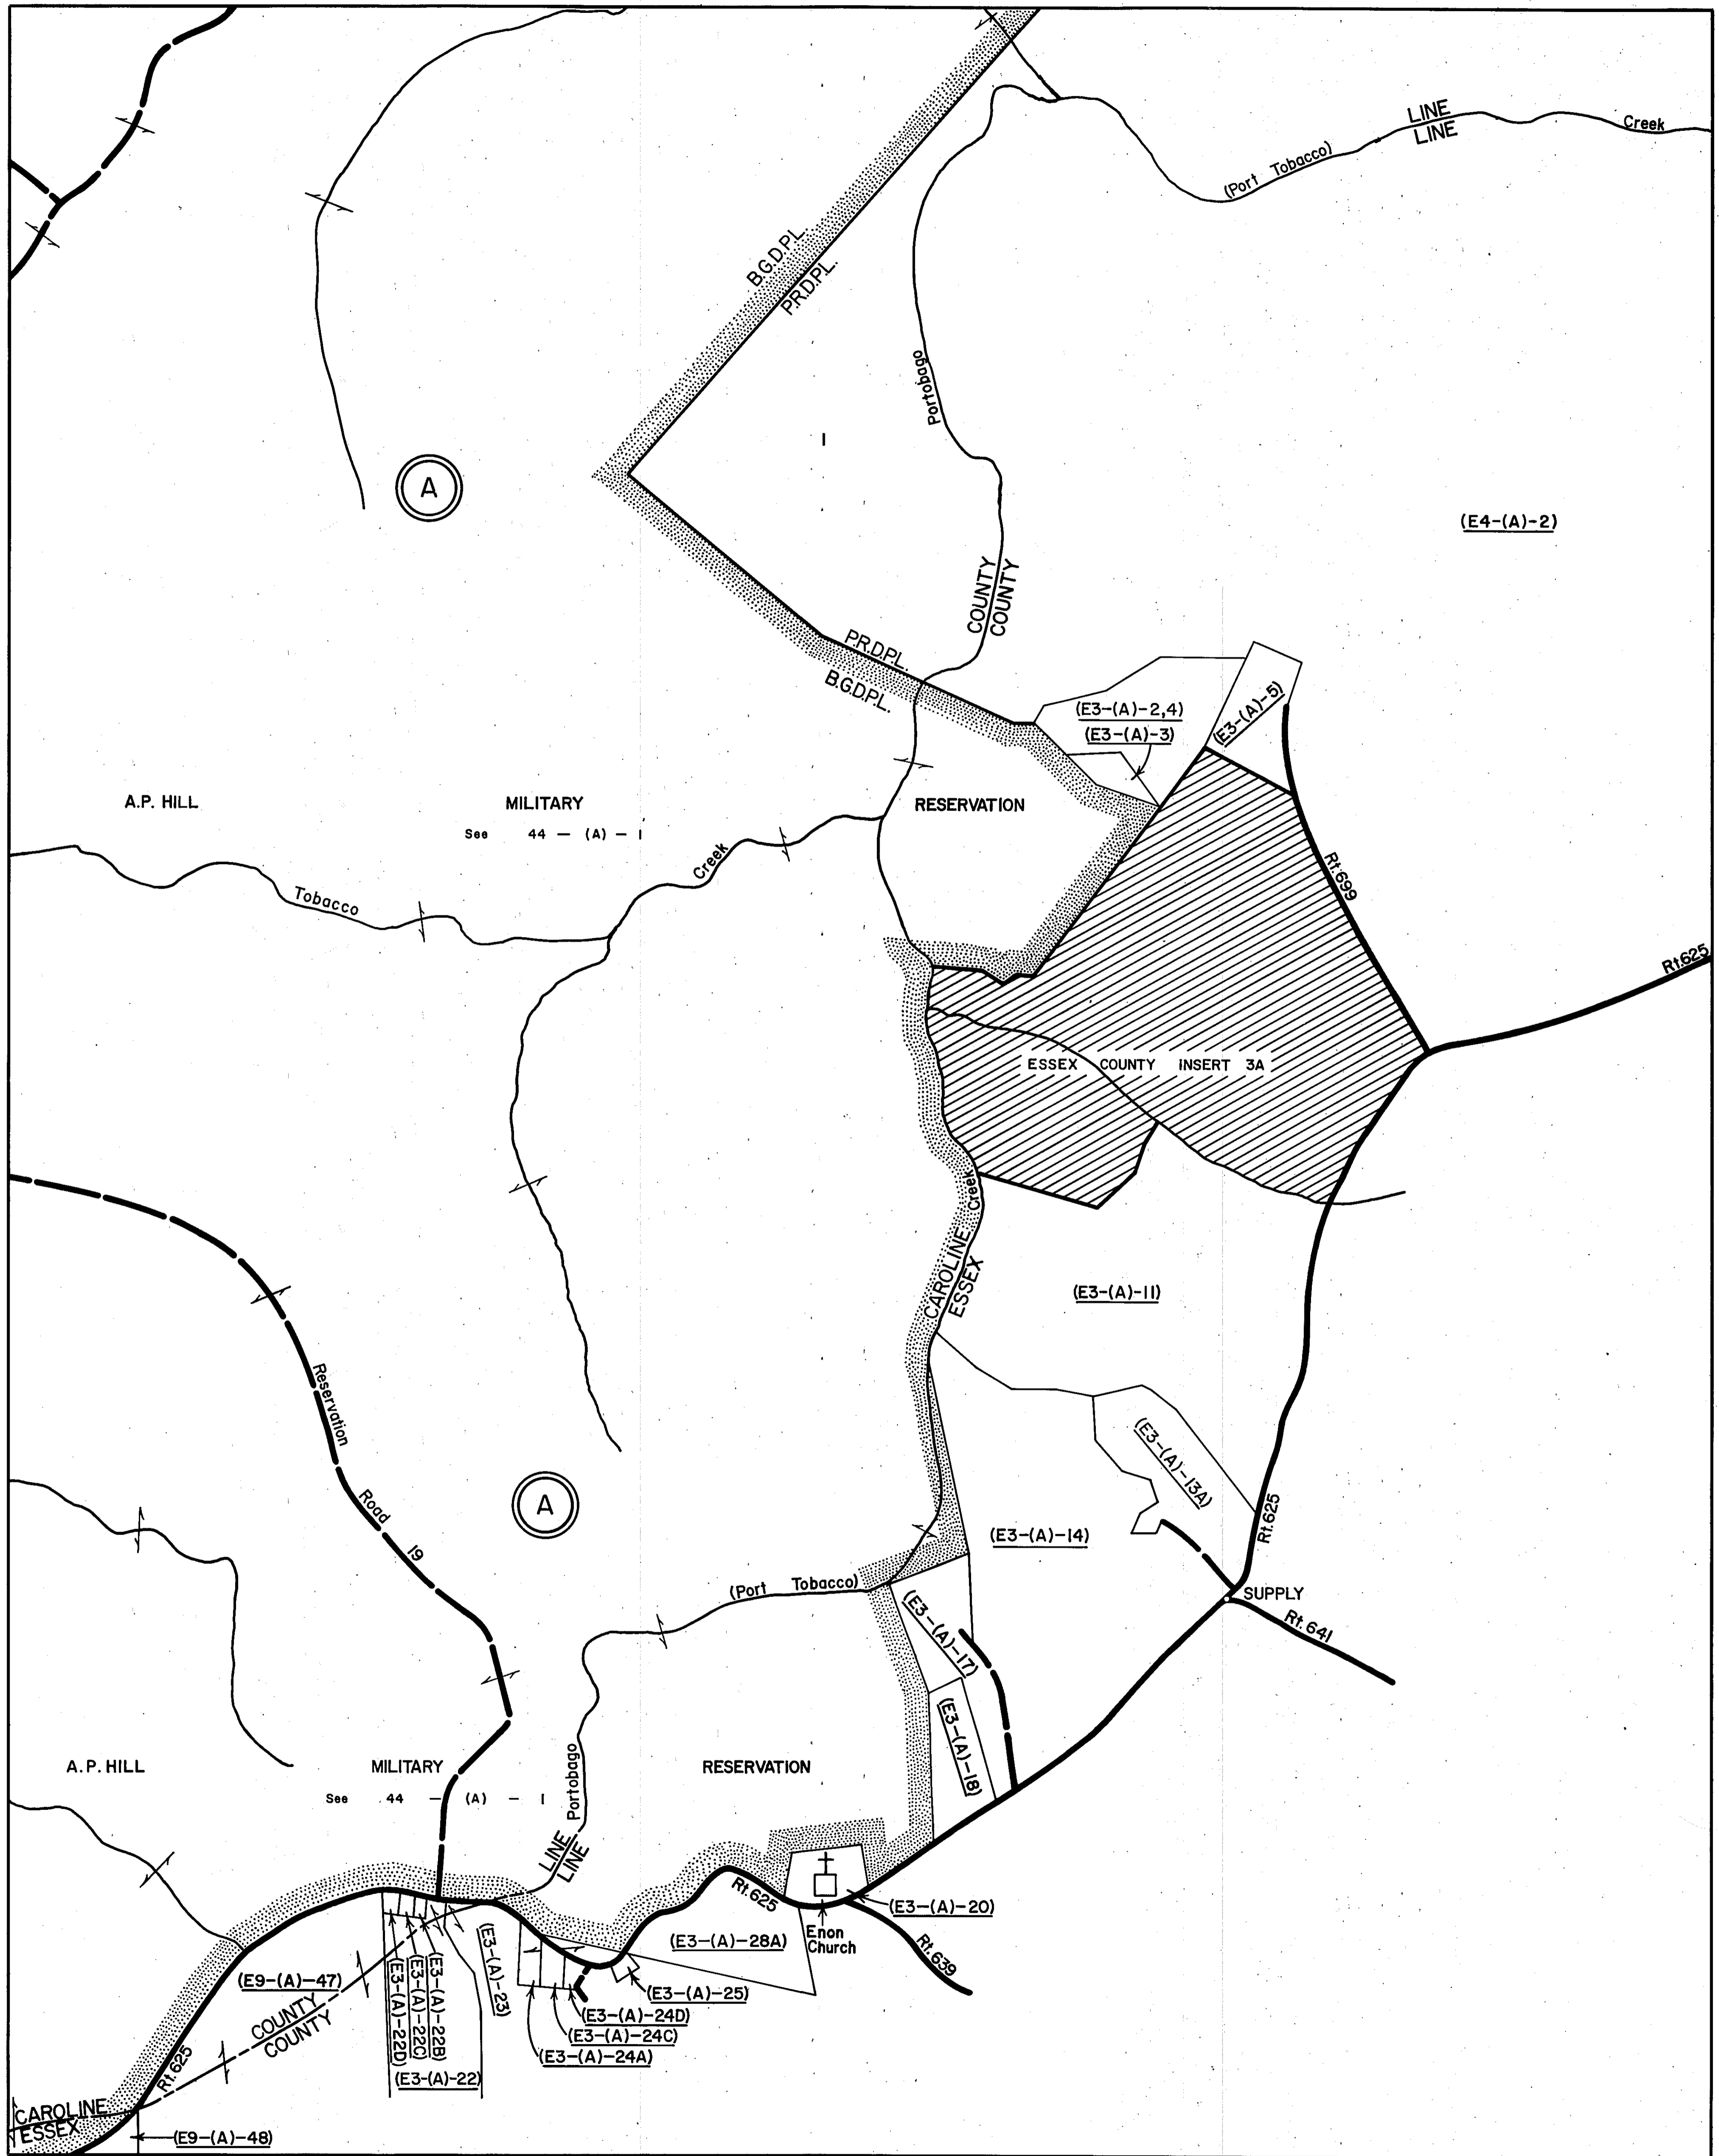 LINE
LINE
Creek
(Port Tobacco)
B.G.D.PL.
P.R.D.PL.
Portobago
1
A
(E4-(A)-2)
COUNTY
COUNTY
P.R.D.PL.
B.G.D.PL.
(E3-(A)-2,4)
(E3-(A)-3)
(E3-(A)-5)
A.P. HILL MILITARY RESERVATION
See 44 - (A) - 1
Creek
Tobacco
Rt.699
Rt.625
ESSEX COUNTY INSERT 3A
Creek
CAROLINE
ESSEX
(E3-(A)-11)
Reservation Road 19
(E3-(A)-13A)
A
(E3-(A)-14)
Rt.625
(Port Tobacco)
SUPPLY
(E3-(A)-17)
Rt. 641
(E3-(A)-18)
A.P. HILL MILITARY RESERVATION
See 44 - (A) - 1
Portobago
LINE
LINE
Rt.625
(E3-(A)-20)
Enon
Church
(E3-(A)-28A)
Rt.639
(E9-(A)-47)
(E3-(A)-22D)
(E3-(A)-22C)
(E3-(A)-22B)
(E3-(A)-23)
(E3-(A)-25)
(E3-(A)-24D)
(E3-(A)-24C)
(E3-(A)-24A)
(E3-(A)-22)
COUNTY
COUNTY
Rt.625
CAROLINE
ESSEX
(E9-(A)-48)